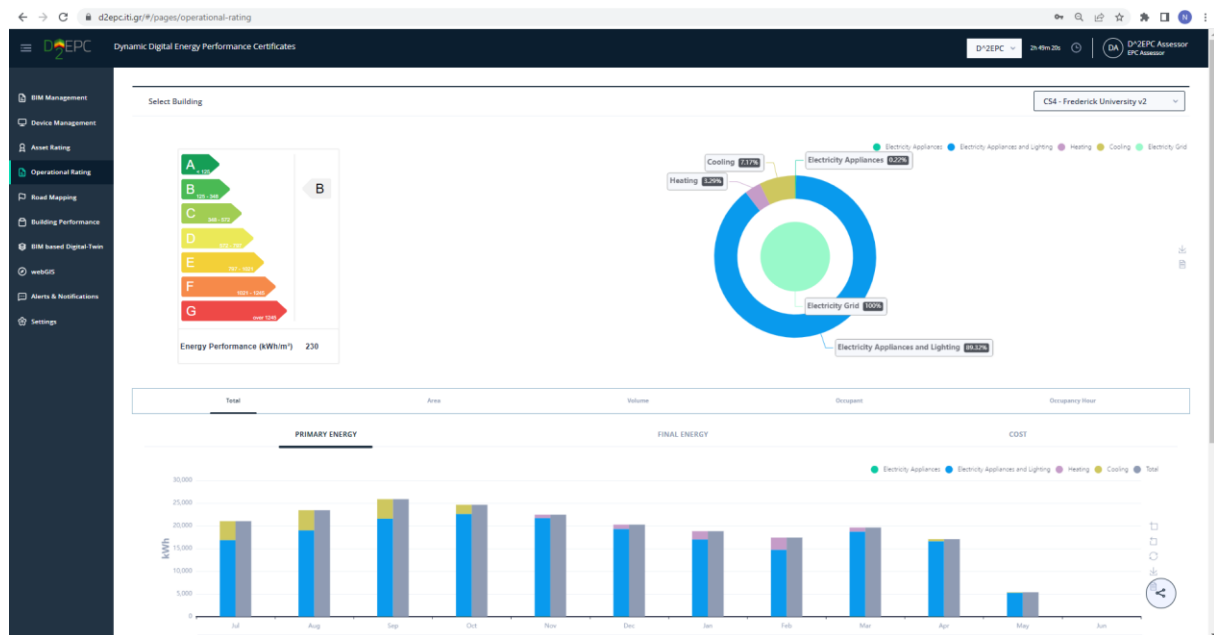 d2epc.iti.gr/#/pages/operational-rating
N
D2EPC
Dynamic Digital Energy Performance Certificates
D^2EPC
2h 49m 20s
DA
D^2EPC Assessor
EPC Assessor
BIM Management
Device Management
Asset Rating
Operational Rating
Road Mapping
Building Performance
BIM based Digital-Twin
webGIS
Alerts & Notifications
Settings
Select Building
CS4 - Frederick University v2
A
B
C
D
E
F
G
over 1246
B
Energy Performance (kWh/m²) 230
Electricity Appliances Electricity Appliances and Lighting Heating Cooling Electricity Grid
Cooling 7.17%
Electricity Appliances 0.22%
Heating 3.29%
Electricity Grid 100%
Electricity Appliances and Lighting 89.32%
Total Area Volume Occupant Occupancy Hour
PRIMARY ENERGY FINAL ENERGY COST
Electricity Appliances Electricity Appliances and Lighting Heating Cooling Total
kWh
30,000
25,000
20,000
15,000
10,000
5,000
0
Jul Aug Sep Oct Nov Dec Jan Feb Mar Apr May Jun